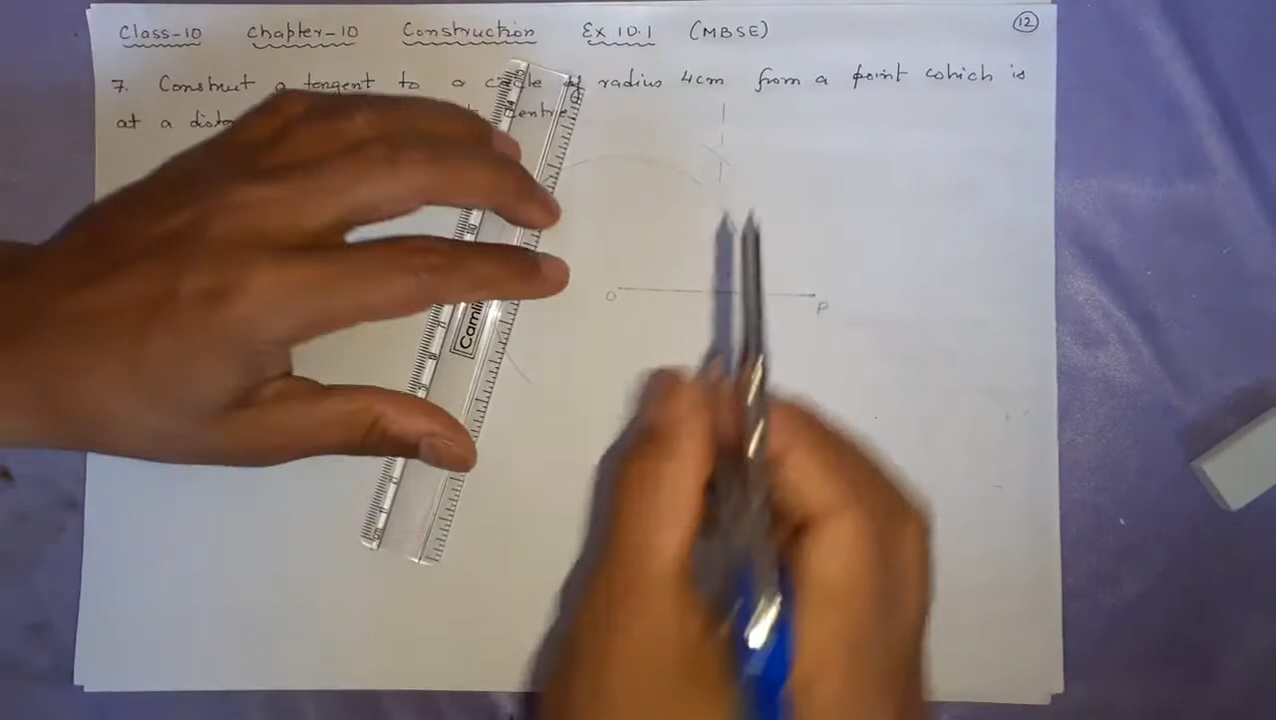 Class-10 Chapter-10 Construction Ex 10.1 (MBSE) 12
7. Construct a tangent to a circle of radius 4cm from a point which is
at a centre.
O P
Camlin